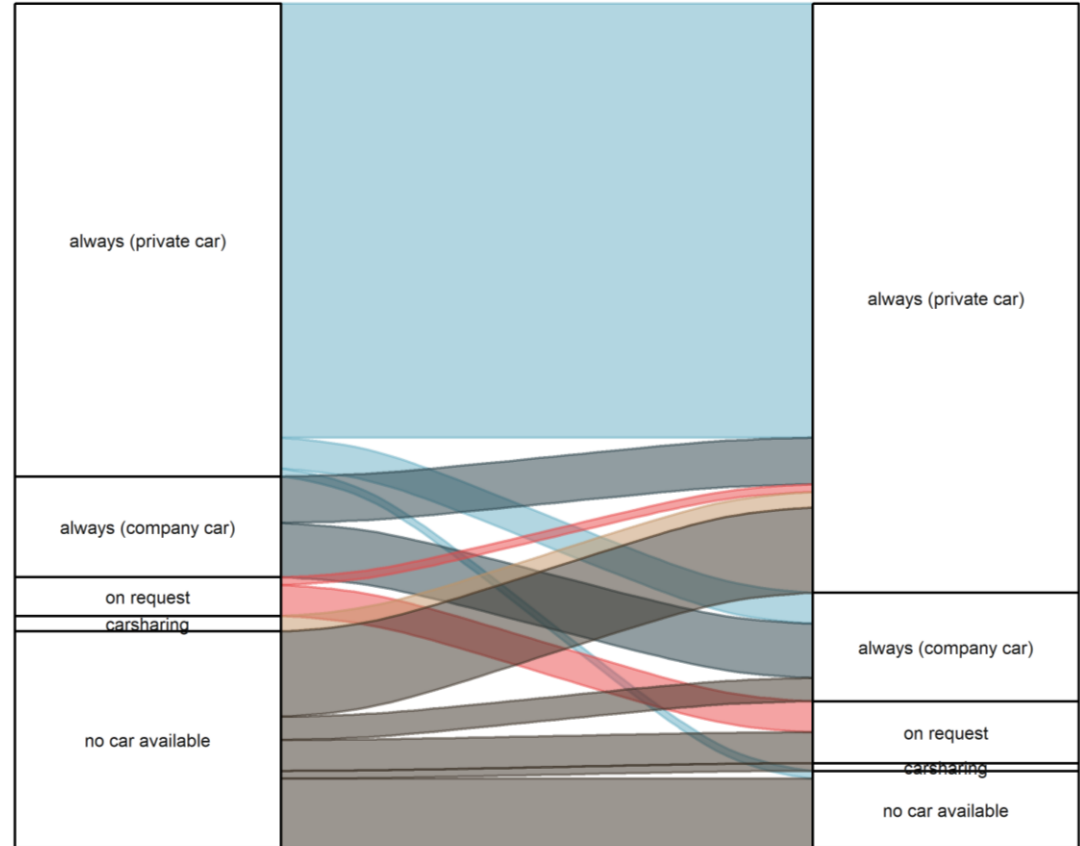 always (private car)
always (company car)
on request
carsharing
no car available
always (private car)
always (company car)
on request
carsharing
no car available